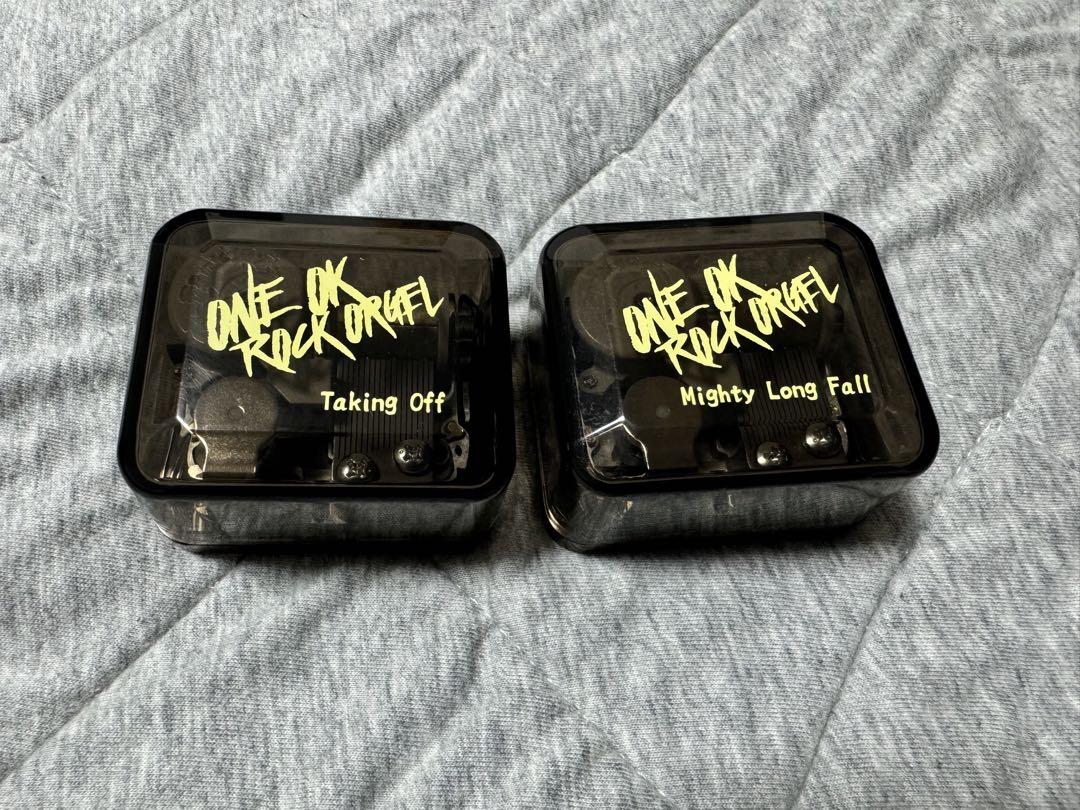 ONE OK
ROCK ORGEL
Taking Off
ONE OK
ROCK ORGEL
Mighty Long Fall